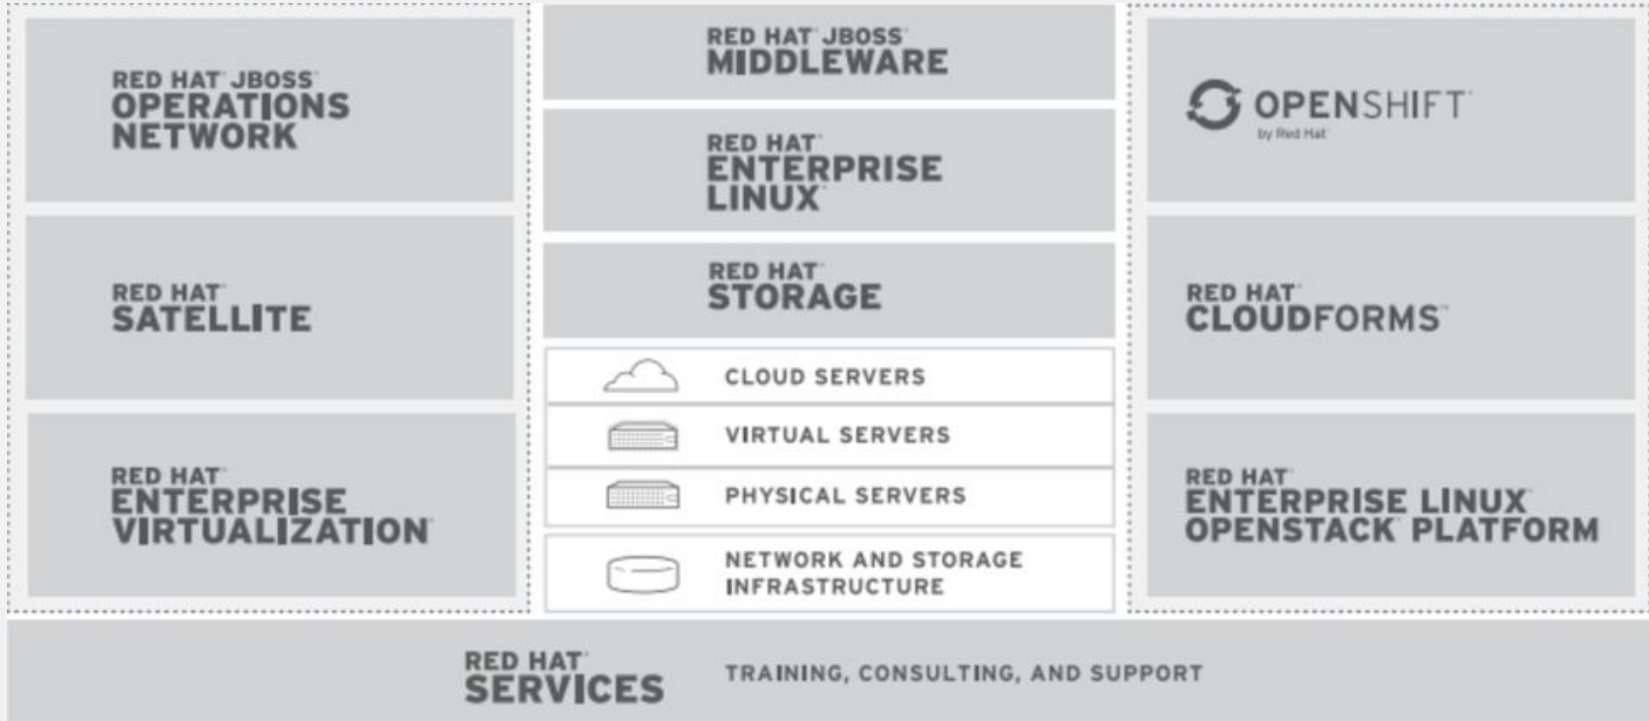 RED HAT JBOSS
OPERATIONS
NETWORK
RED HAT
SATELLITE
RED HAT
ENTERPRISE
VIRTUALIZATION
RED HAT JBOSS
MIDDLEWARE
RED HAT
ENTERPRISE
LINUX
RED HAT
STORAGE
CLOUD SERVERS
VIRTUAL SERVERS
PHYSICAL SERVERS
NETWORK AND STORAGE
INFRASTRUCTURE
OPENSHIFT
by Red Hat
RED HAT
CLOUDFORMS
RED HAT
ENTERPRISE LINUX
OPENSTACK PLATFORM
RED HAT
SERVICES
TRAINING, CONSULTING, AND SUPPORT